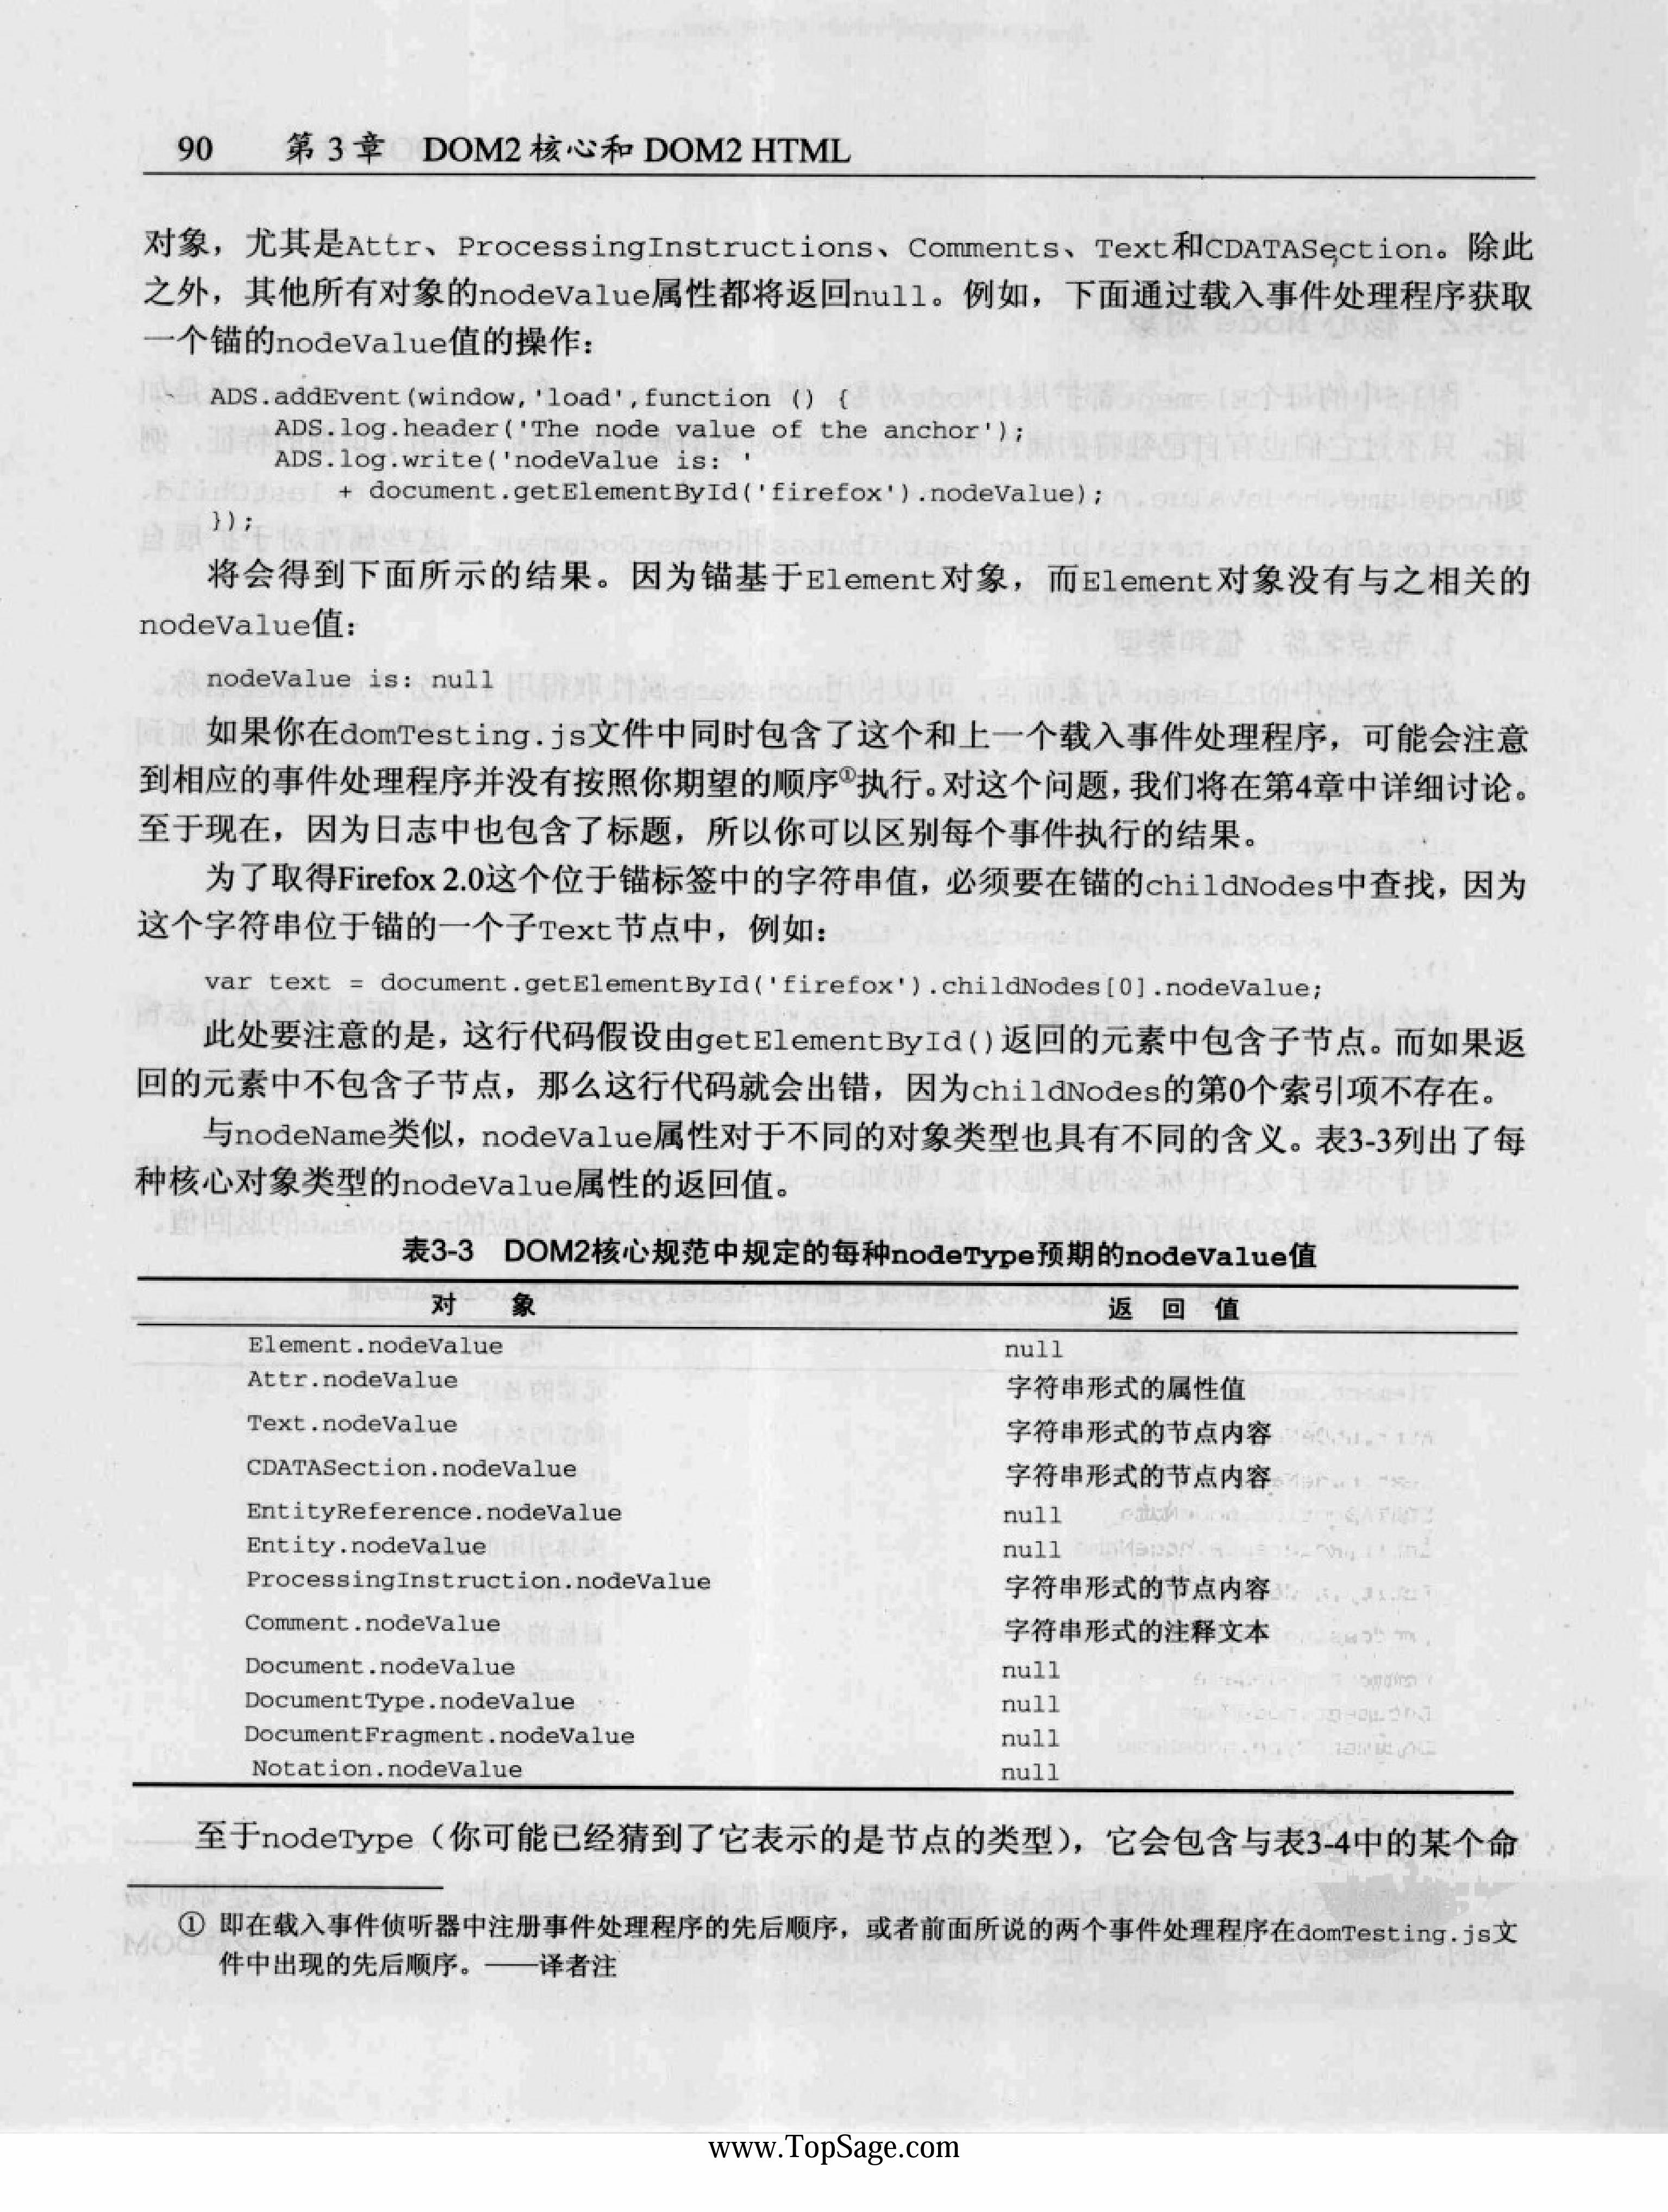 90 第 3 章 DOM2 核心和 DOM2 HTML
对象，尤其是Attr、ProcessingInstructions、Comments、Text和CDATASection。除此
之外，其他所有对象的nodeValue属性都将返回null。例如，下面通过载入事件处理程序获取
一个锚的nodeValue值的操作：
ADS.addEvent(window,'load',function () {
ADS.log.header('The node value of the anchor');
ADS.log.write('nodeValue is: '
+ document.getElementById('firefox').nodeValue);
});
将会得到下面所示的结果。因为锚基于Element对象，而Element对象没有与之相关的
nodeValue值：
nodeValue is: null
如果你在domTesting.js文件中同时包含了这个和上一个载入事件处理程序，可能会注意
到相应的事件处理程序并没有按照你期望的顺序①执行。对这个问题，我们将在第4章中详细讨论。
至于现在，因为日志中也包含了标题，所以你可以区别每个事件执行的结果。
为了取得Firefox 2.0这个位于锚标签中的字符串值，必须要在锚的childNodes中查找，因为
这个字符串位于锚的一个子Text节点中，例如：
var text = document.getElementById('firefox').childNodes[0].nodeValue;
此处要注意的是，这行代码假设由getElementById()返回的元素中包含子节点。而如果返
回的元素中不包含子节点，那么这行代码就会出错，因为childNodes的第0个索引项不存在。
与nodeName类似，nodeValue属性对于不同的对象类型也具有不同的含义。表3-3列出了每
种核心对象类型的nodeValue属性的返回值。
表3-3 DOM2核心规范中规定的每种nodeType预期的nodeValue值
对 象 返 回 值
Element.nodeValue null
Attr.nodeValue 字符串形式的属性值
Text.nodeValue 字符串形式的节点内容
CDATASection.nodeValue 字符串形式的节点内容
EntityReference.nodeValue null
Entity.nodeValue null
ProcessingInstruction.nodeValue 字符串形式的节点内容
Comment.nodeValue 字符串形式的注释文本
Document.nodeValue null
DocumentType.nodeValue null
DocumentFragment.nodeValue null
Notation.nodeValue null
至于nodeType（你可能已经猜到了它表示的是节点的类型），它会包含与表3-4中的某个命
① 即在载入事件侦听器中注册事件处理程序的先后顺序，或者前面所说的两个事件处理程序在domTesting.js文
件中出现的先后顺序。——译者注
www.TopSage.com